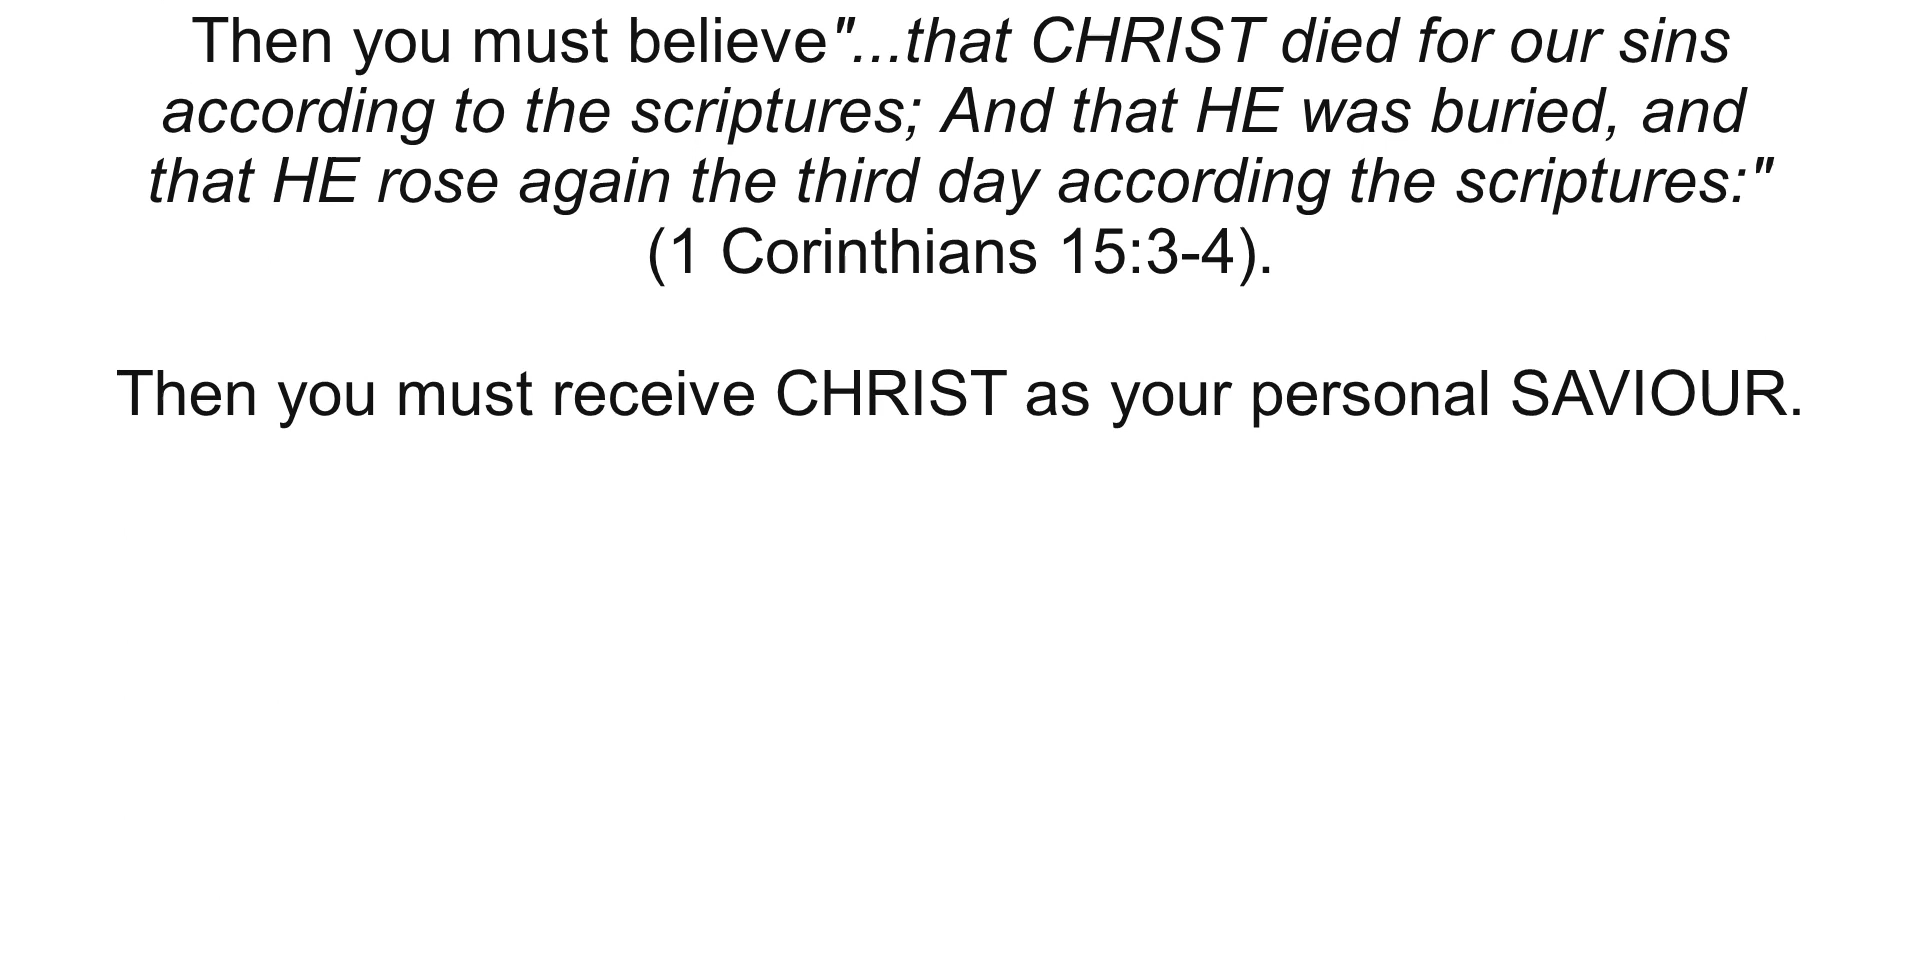 Then you must believe"...that CHRIST died for our sins
according to the scriptures; And that HE was buried, and
that HE rose again the third day according the scriptures:"
(1 Corinthians 15:3-4).
Then you must receive CHRIST as your personal SAVIOUR.